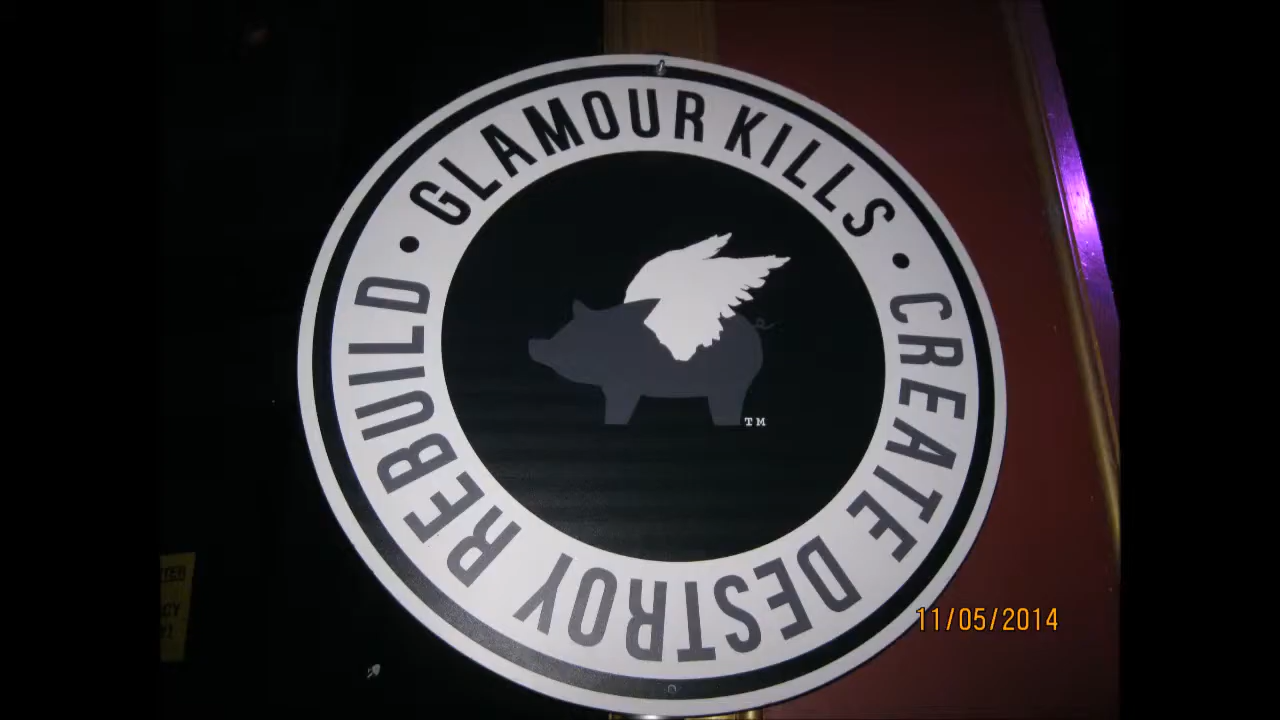 GLAMOUR KILLS • CREATE DESTROY REBUILD •
TM
11/05/2014